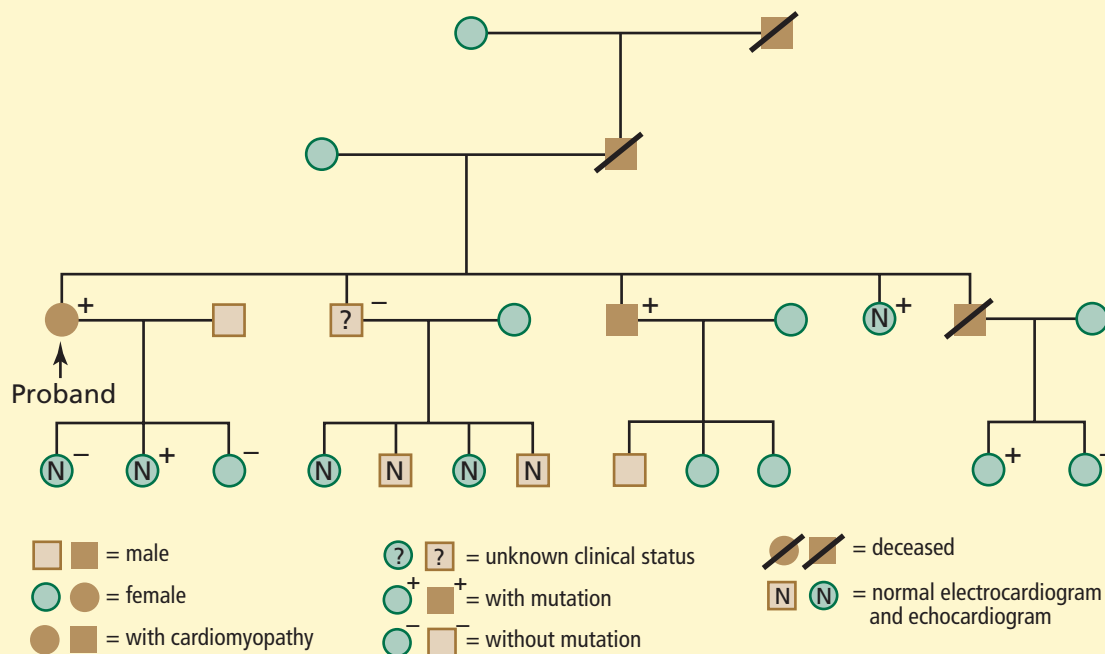 +
?
−
+
N
+
Proband
N
−
N
+
−
N
N
N
N
+
−
= male
= female
= with cardiomyopathy
? ? = unknown clinical status
+ + = with mutation
− − = without mutation
= deceased
N N = normal electrocardiogram
and echocardiogram